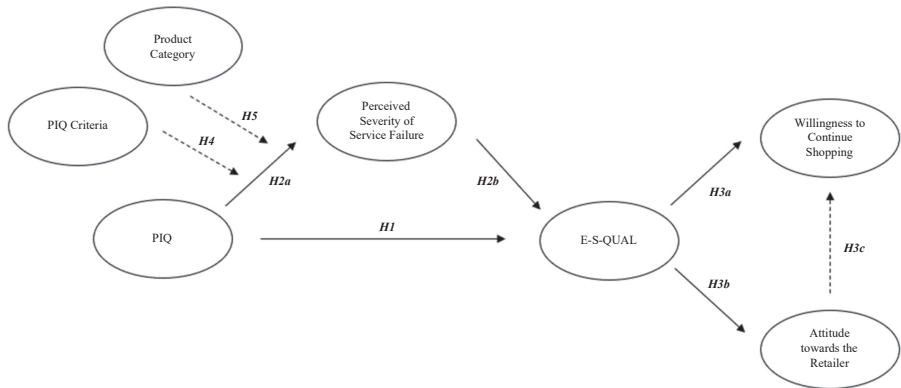 Product
Category
PIQ Criteria
H5
H4
Perceived
Severity of
Service Failure
Willingness to
Continue
Shopping
H2a
H2b
H3a
PIQ
H1
E-S-QUAL
H3c
H3b
Attitude
towards the
Retailer